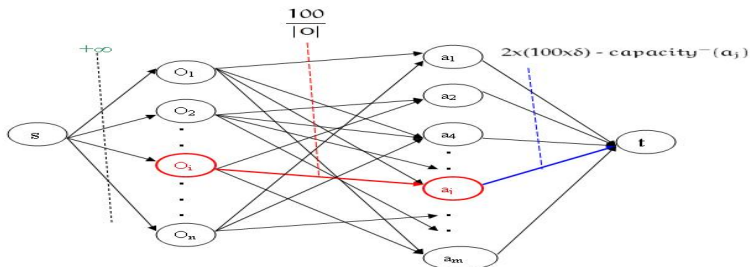 100
|O|
+∞
2x(100xδ) - capacity⁻{aⱼ}
O₁
a₁
O₂
a₂
s
a₄
t
Oᵢ
aⱼ
Oₙ
aₘ